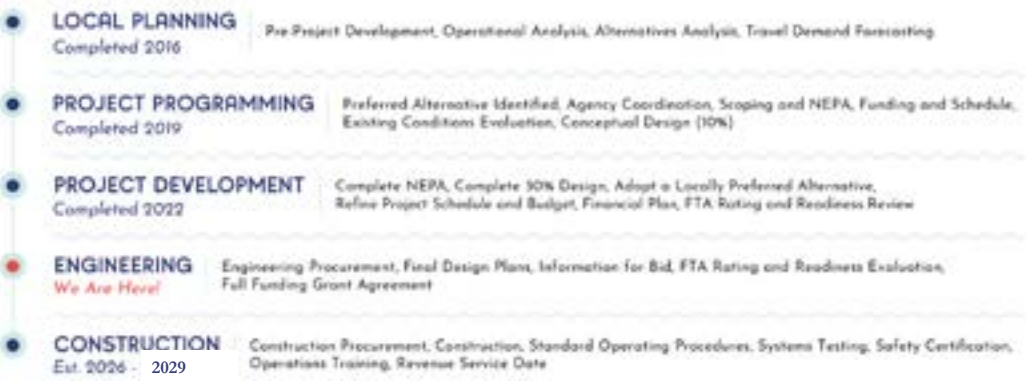 LOCAL PLANNING
Completed 2016
Pre-Project Development, Operational Analysis, Alternatives Analysis, Travel Demand Forecasting
PROJECT PROGRAMMING
Completed 2019
Preferred Alternative Identified, Agency Coordination, Scoping and NEPA, Funding and Schedule,
Existing Conditions Evaluation, Conceptual Design (10%)
PROJECT DEVELOPMENT
Completed 2022
Complete NEPA, Complete 30% Design, Adopt a Locally Preferred Alternative,
Refine Project Schedule and Budget, Financial Plan, FTA Rating and Readiness Review
ENGINEERING
We Are Here!
Engineering Procurement, Final Design Plans, Information for Bid, FTA Rating and Readiness Evaluation,
Full Funding Grant Agreement
CONSTRUCTION
Est. 2026 - 2029
Construction Procurement, Construction, Standard Operating Procedures, Systems Testing, Safety Certification,
Operations Training, Revenue Service Date